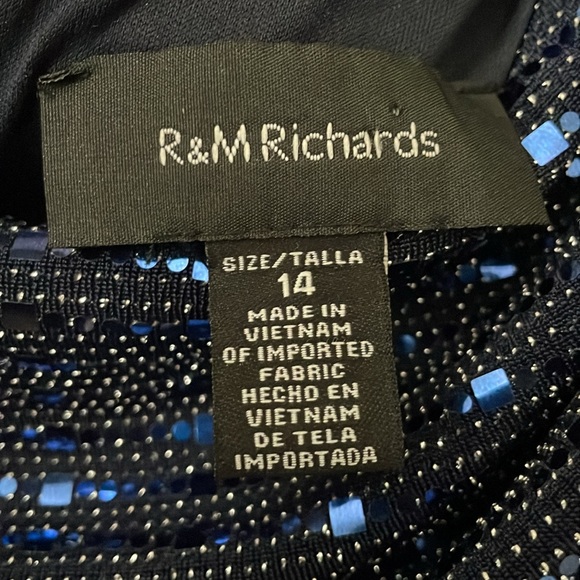 R&M Richards
SIZE/TALLA
14
MADE IN
VIETNAM
OF IMPORTED
FABRIC
HECHO EN
VIETNAM
DE TELA
IMPORTADA